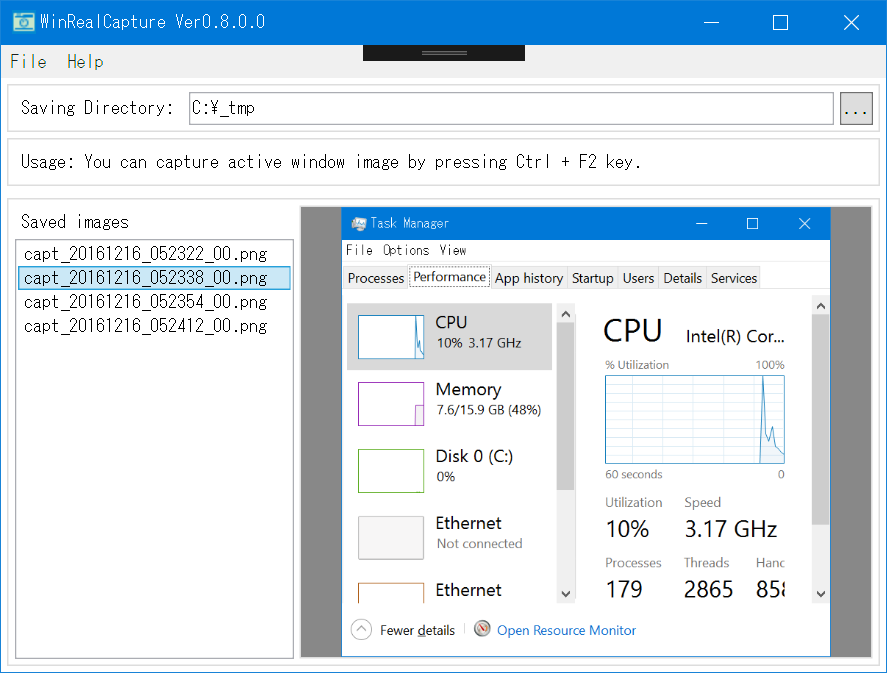 WinRealCapture Ver0.8.0.0
File Help
Saving Directory: C:¥_tmp ...
Usage: You can capture active window image by pressing Ctrl + F2 key.
Saved images
capt_20161216_052322_00.png
capt_20161216_052338_00.png
capt_20161216_052354_00.png
capt_20161216_052412_00.png
Task Manager
File Options View
Processes Performance App history Startup Users Details Services
CPU
10% 3.17 GHz
Memory
7.6/15.9 GB (48%)
Disk 0 (C:)
0%
Ethernet
Not connected
Ethernet
CPU Intel(R) Cor...
% Utilization 100%
60 seconds 0
Utilization Speed
10% 3.17 GHz
Processes Threads
179 2865
Fewer details Open Resource Monitor